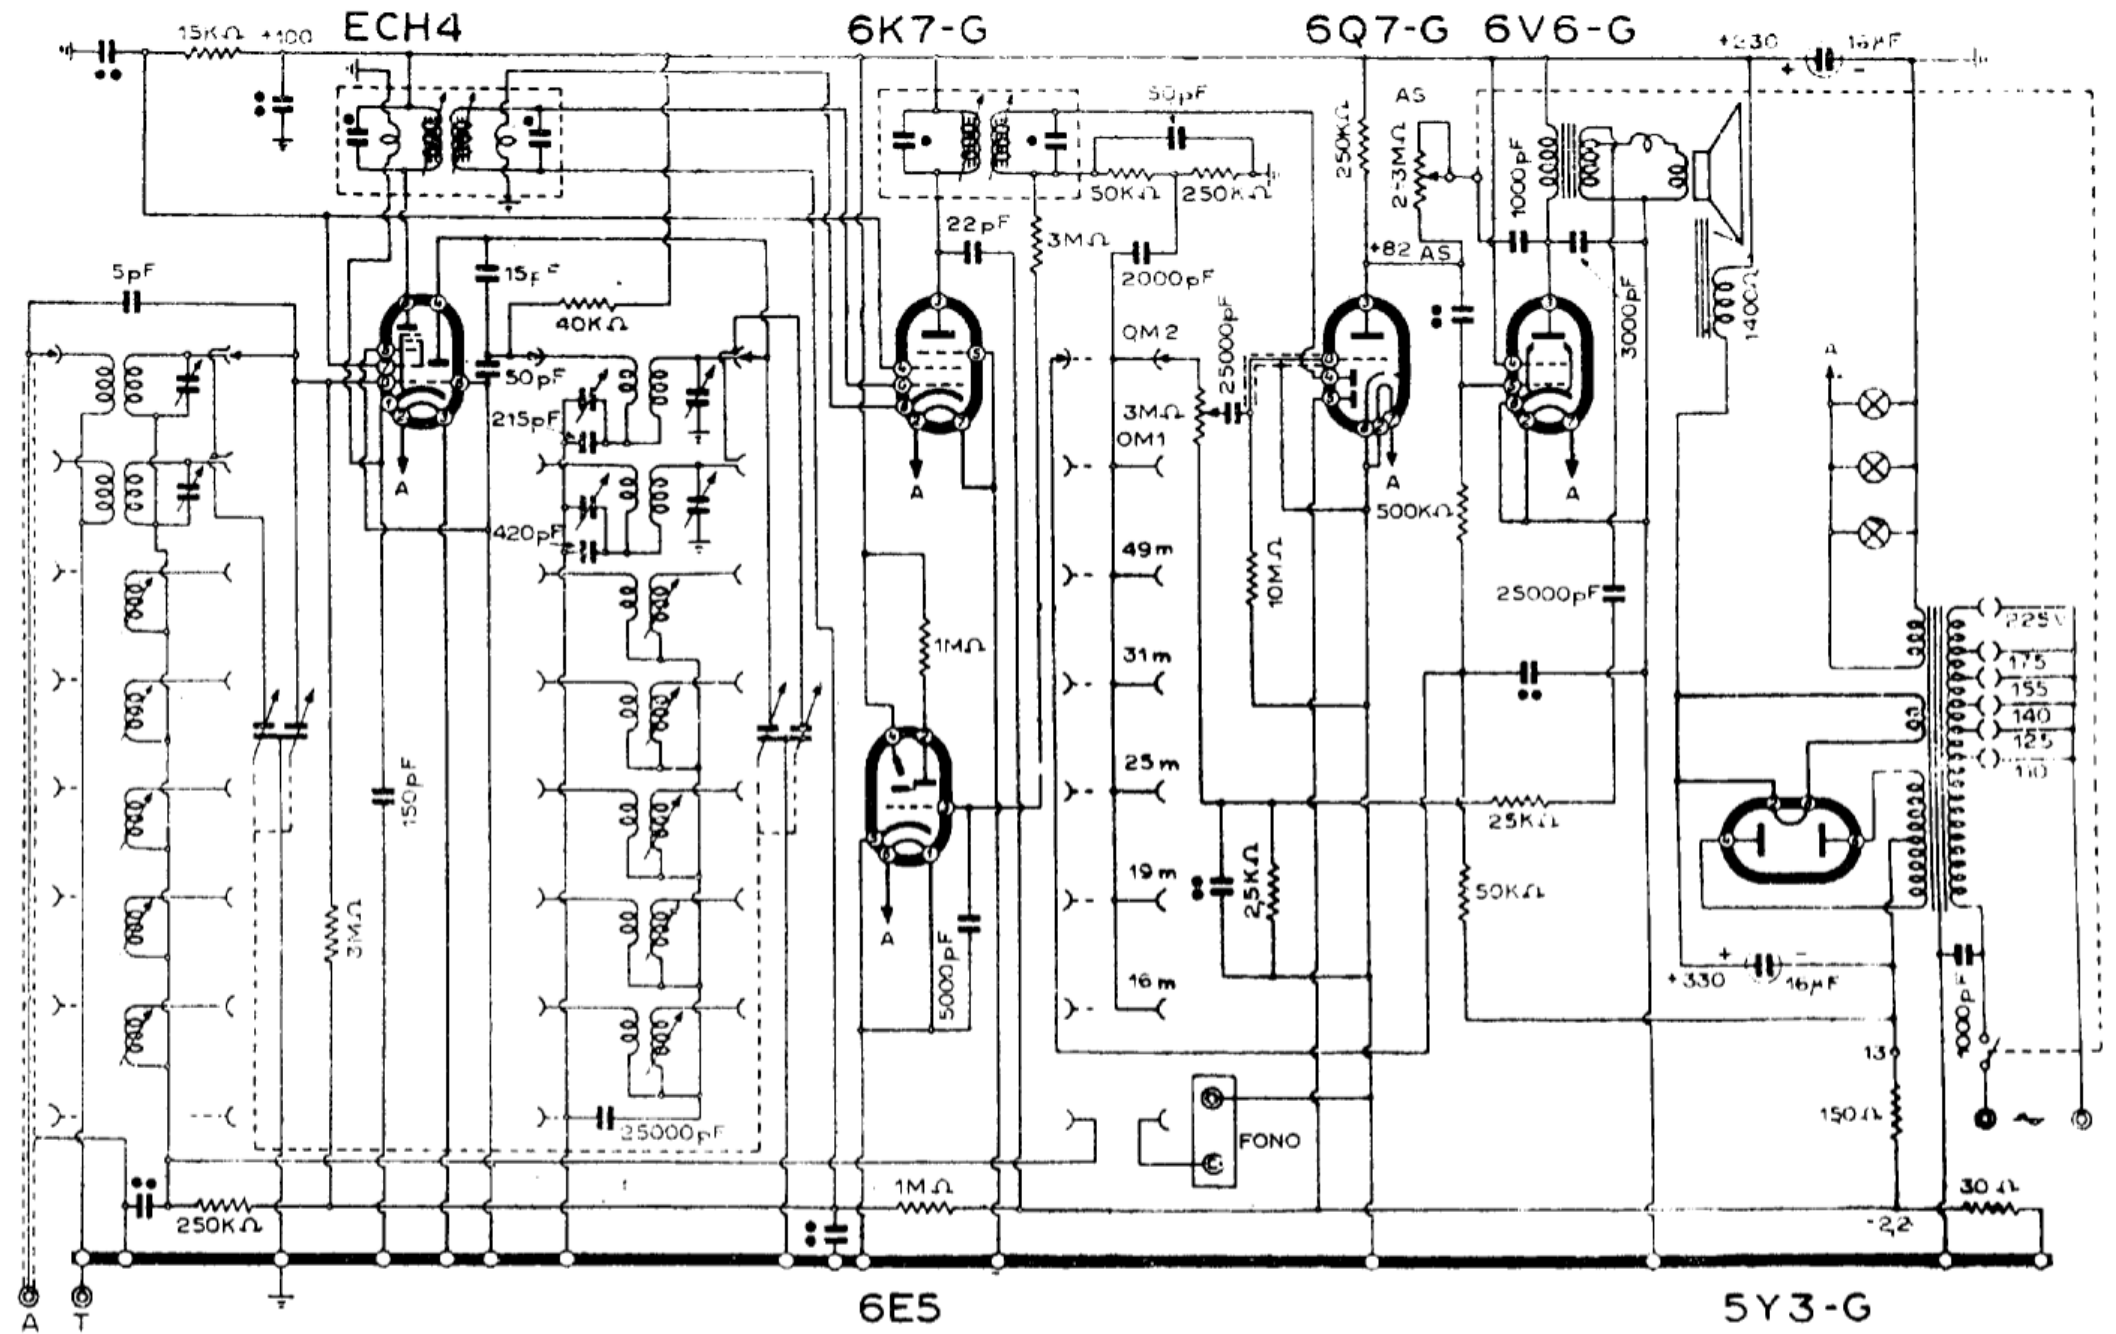 ECH4
6K7-G
6Q7-G
6V6-G
15KΩ
+100
+230
16µF
+
-
50pF
AS
250KΩ
2÷3MΩ
1000pF
50KΩ
250KΩ
22pF
3MΩ
2000pF
+82
AS
3000pF
1400Ω
5pF
15pF
40KΩ
25000pF
OM2
50pF
215pF
3MΩ
OM1
A
A
A
A
A
420pF
500KΩ
49m
10MΩ
25000pF
225V
1MΩ
31m
175
155
140
125
110
25m
150pF
25KΩ
19m
2,5KΩ
50KΩ
3MΩ
A
5000pF
16m
+
-
+330
16µF
1000pF
13
150Ω
25000pF
FONO
~
250KΩ
1MΩ
30Ω
-2,2
A
T
6E5
5Y3-G